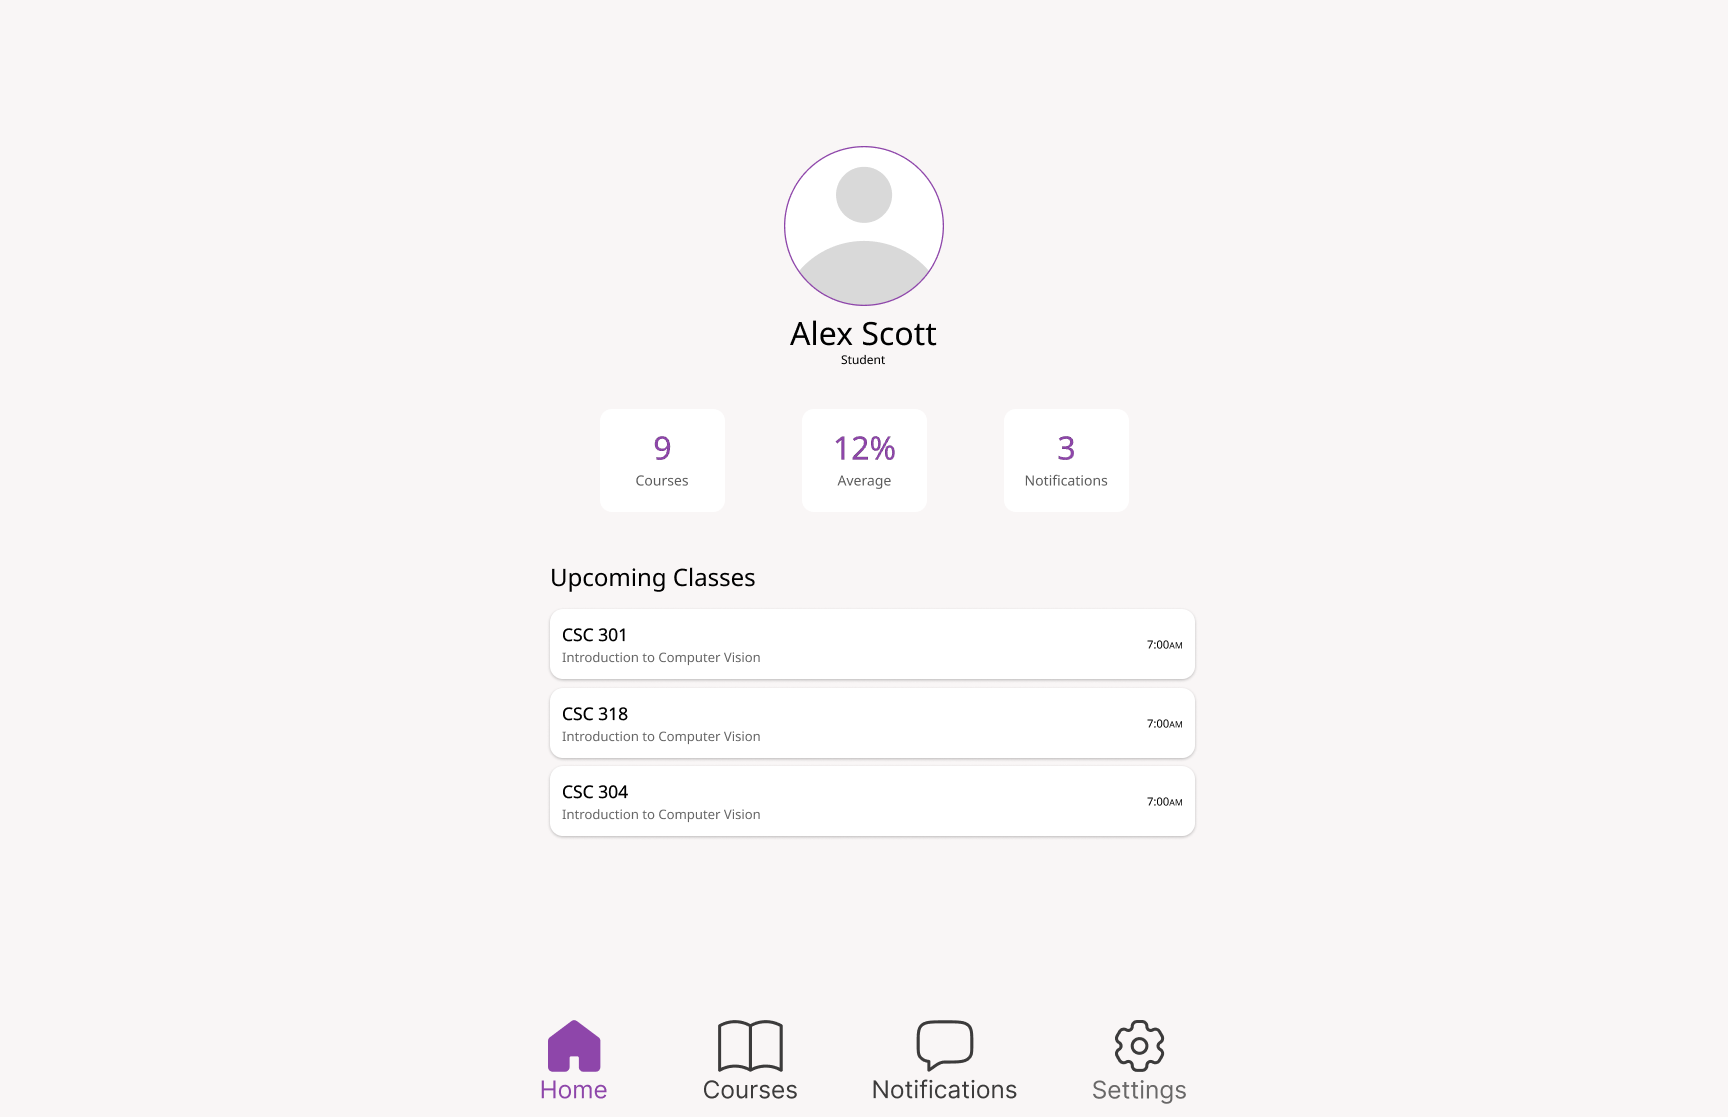 Alex Scott
Student
9
Courses
12%
Average
3
Notifications
Upcoming Classes
CSC 301
Introduction to Computer Vision
7:00AM
CSC 318
Introduction to Computer Vision
7:00AM
CSC 304
Introduction to Computer Vision
7:00AM
Home
Courses
Notifications
Settings